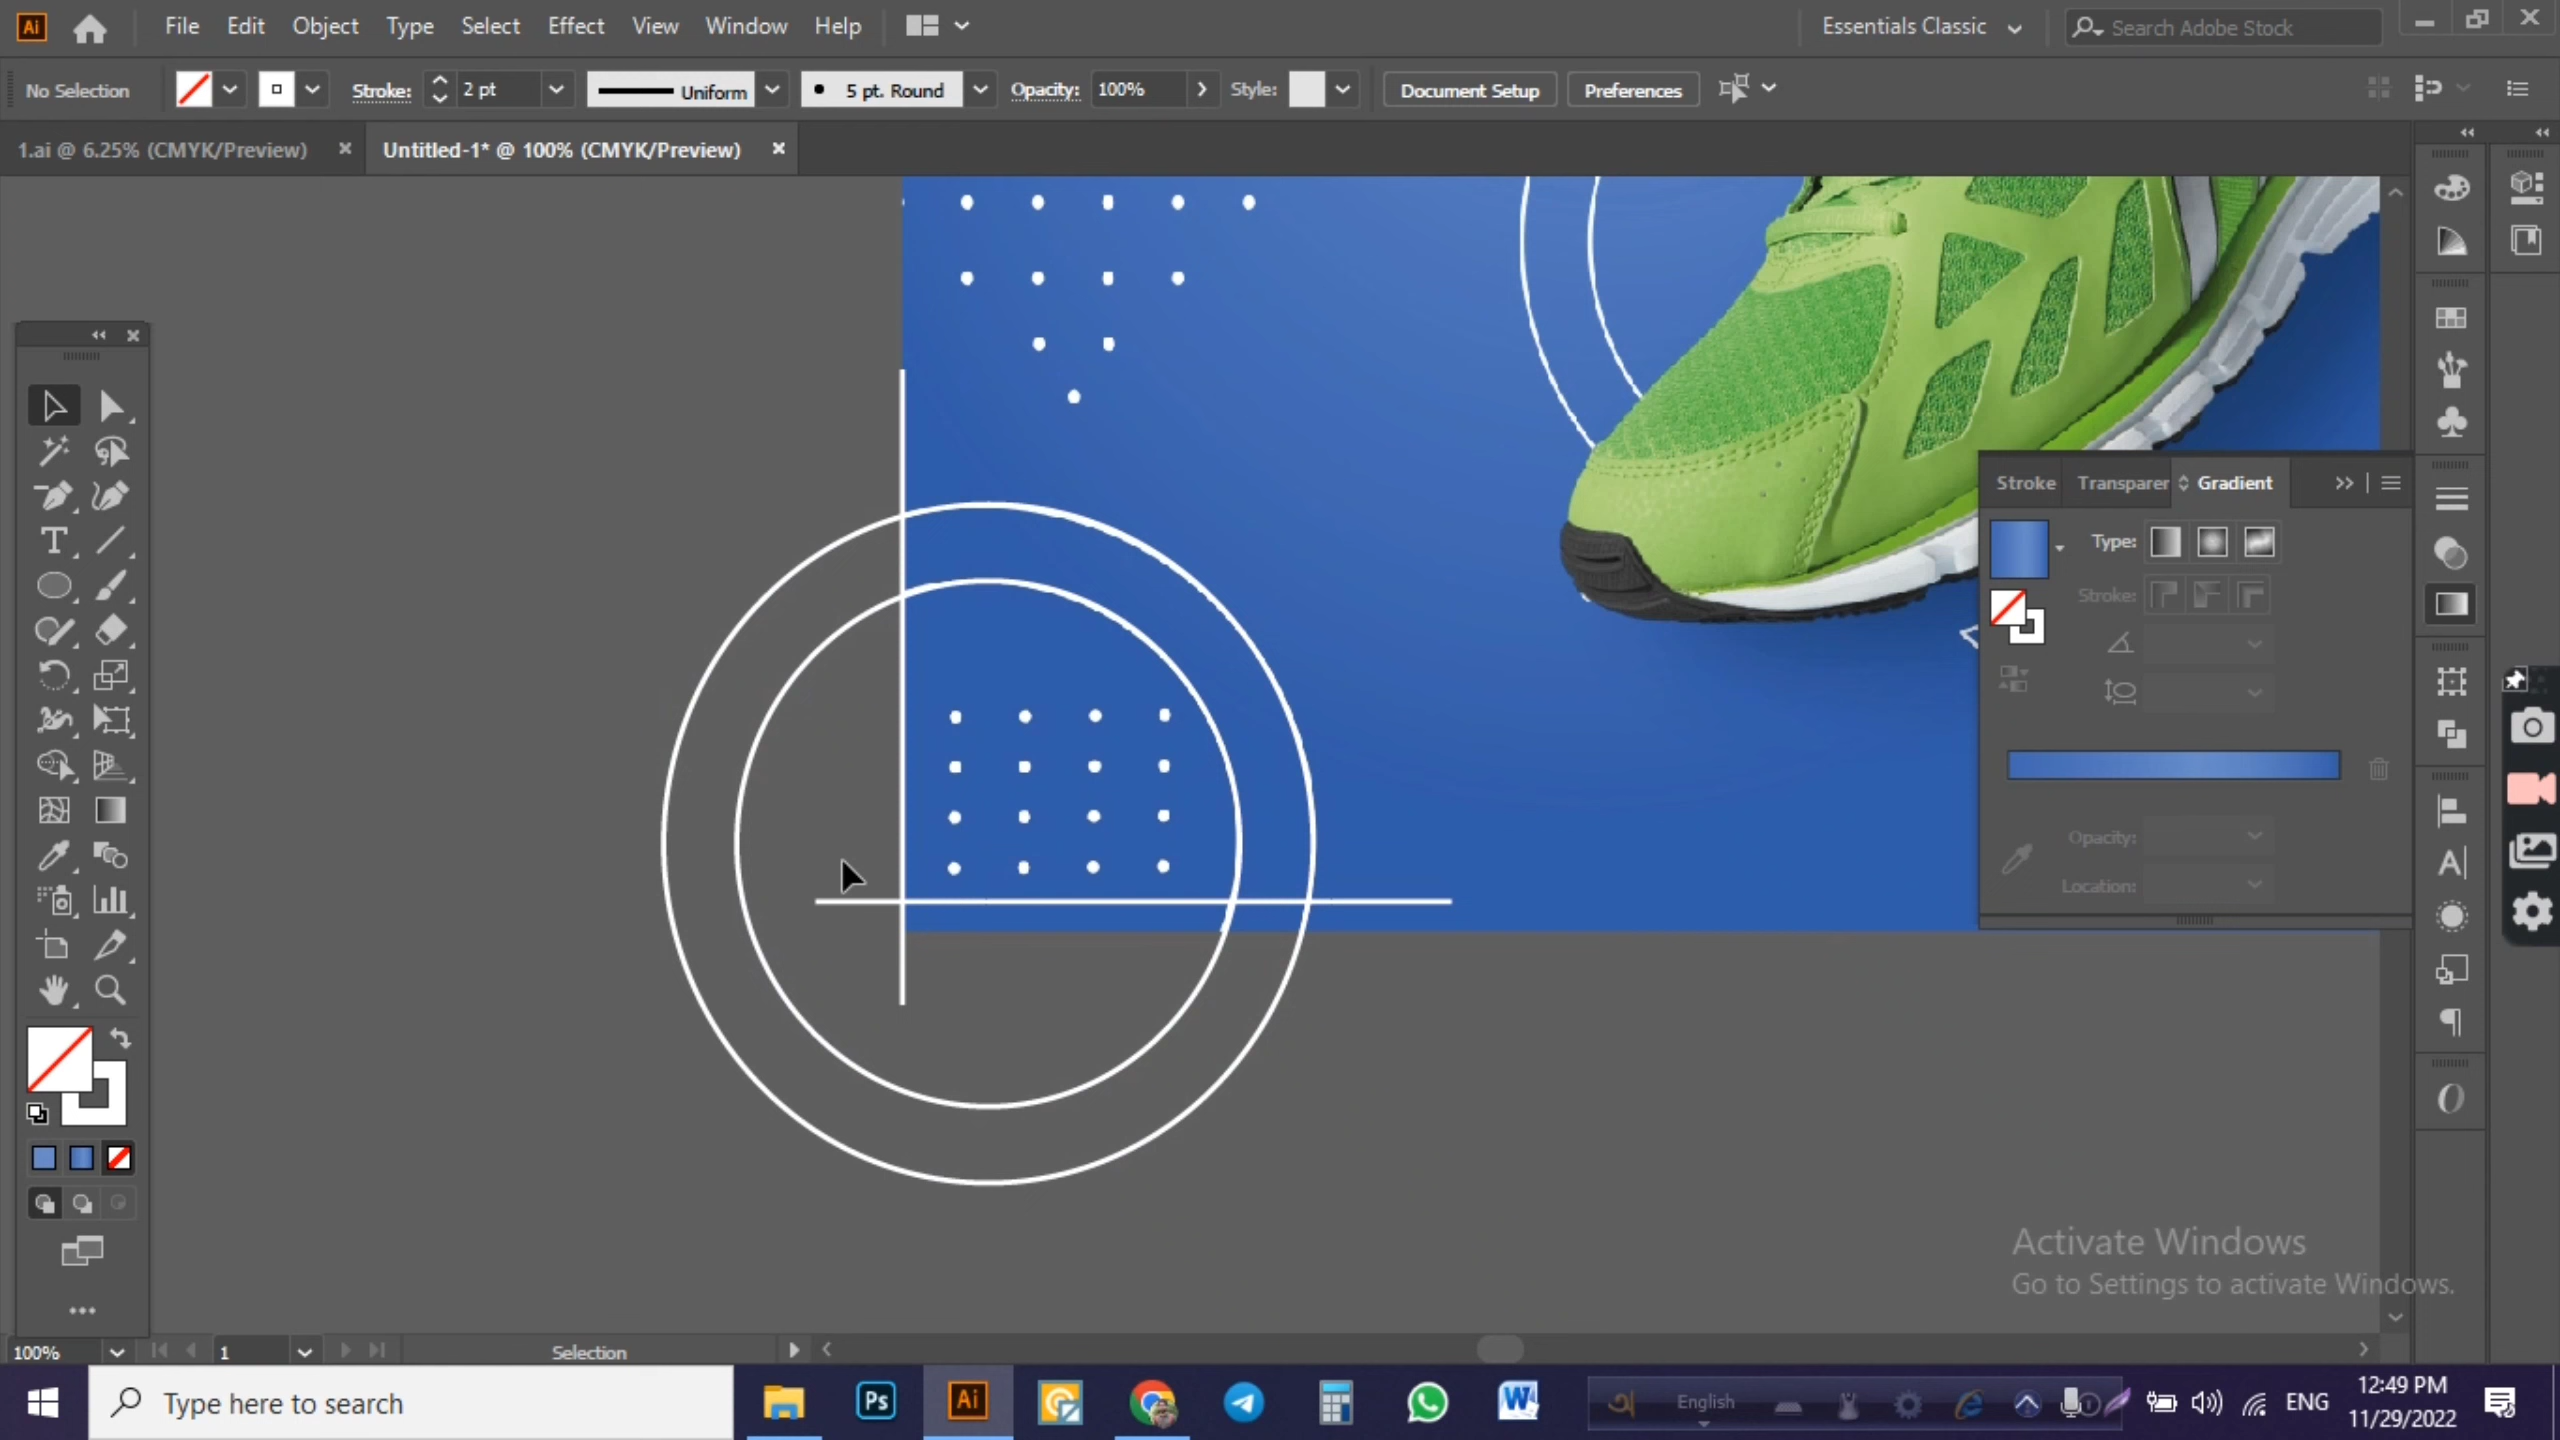 Ai File Edit Object Type Select Effect View Window Help Essentials Classic Search Adobe Stock
No Selection Stroke: 2 pt Uniform 5 pt. Round Opacity: 100% Style: Document Setup Preferences
1.ai @ 6.25% (CMYK/Preview) Untitled-1* @ 100% (CMYK/Preview)
Stroke Transparer Gradient
Type:
Stroke:
Opacity:
Location:
Activate Windows
Go to Settings to activate Windows.
100% 1 Selection
Type here to search Ps Ai English ENG 12:49 PM
11/29/2022